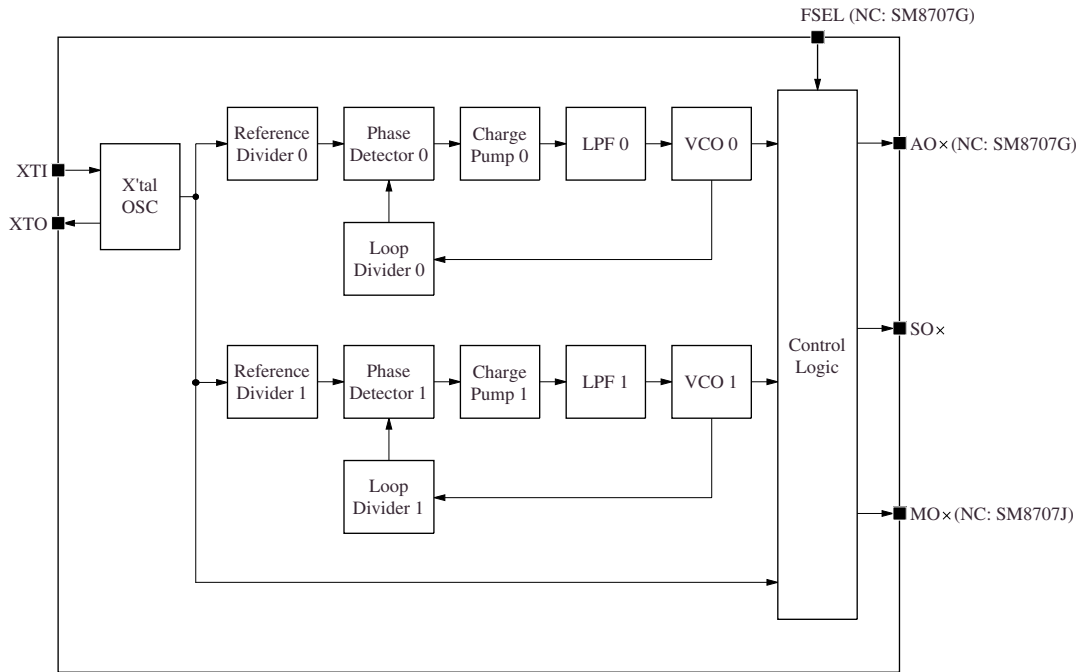 FSEL (NC: SM8707G)
Reference
Divider 0
Phase
Detector 0
Charge
Pump 0
LPF 0
VCO 0
AO× (NC: SM8707G)
XTI
X'tal
OSC
XTO
Loop
Divider 0
SO×
Control
Logic
Reference
Divider 1
Phase
Detector 1
Charge
Pump 1
LPF 1
VCO 1
Loop
Divider 1
MO× (NC: SM8707J)